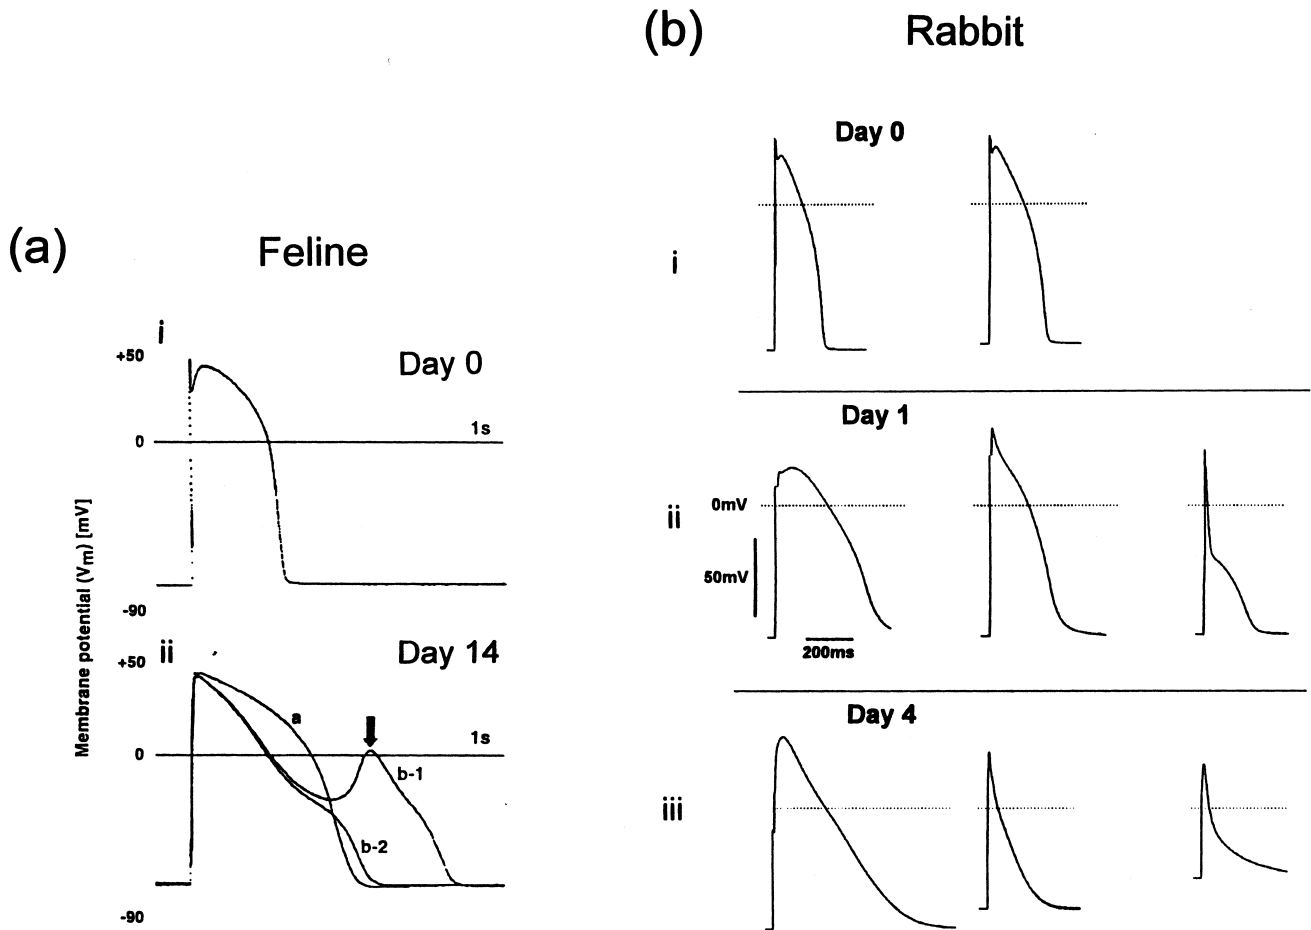 (a)
Feline
i
+50
Day 0
1s
0
-90
Membrane potential (Vm) [mV]
ii
+50
Day 14
a
1s
0
b-1
b-2
-90
(b)
Rabbit
Day 0
i
Day 1
0mV
ii
50mV
200ms
Day 4
iii